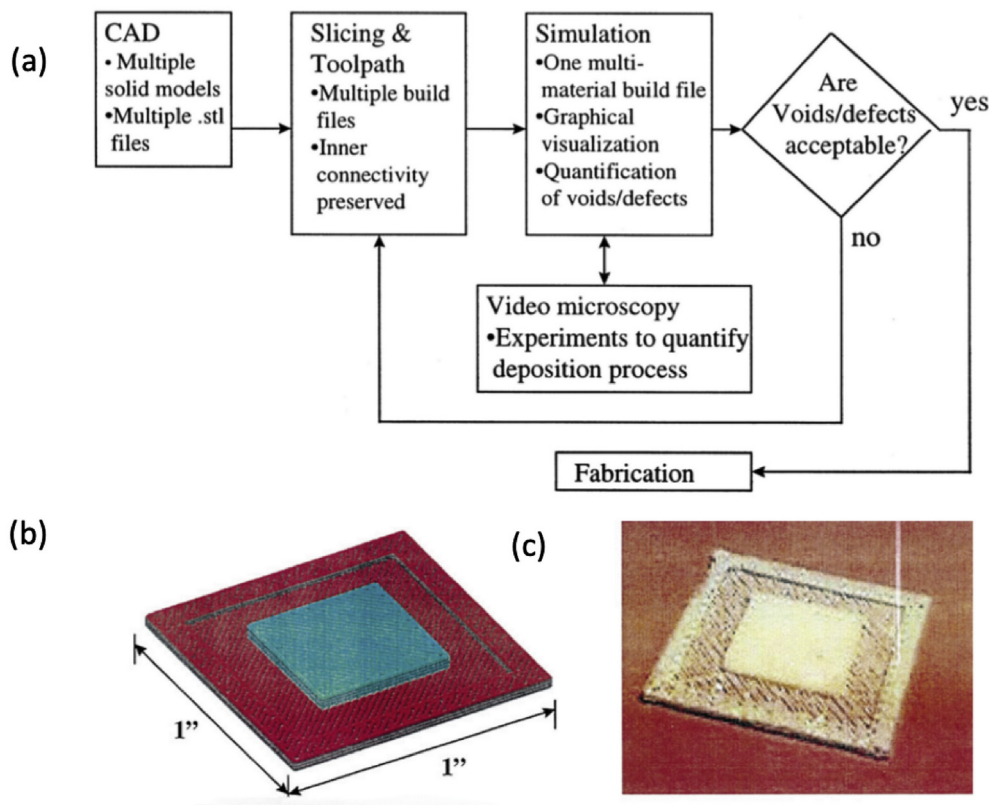 (a)
CAD
• Multiple
solid models
•Multiple .stl
files
Slicing &
Toolpath
•Multiple build
files
•Inner
connectivity
preserved
Simulation
•One multi-
material build file
•Graphical
visualization
•Quantification
of voids/defects
Are
Voids/defects
acceptable?
yes
no
Video microscopy
•Experiments to quantify
deposition process
Fabrication
(b)
1”
1”
(c)